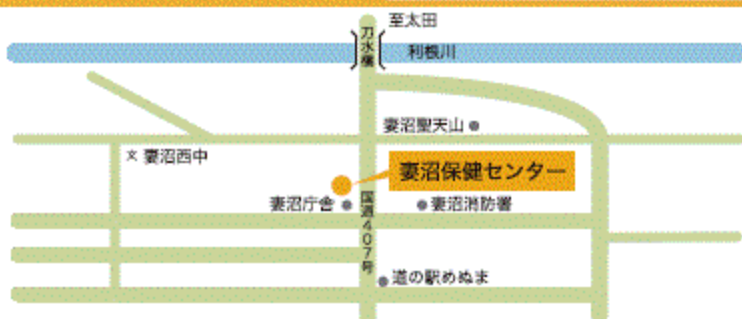 至太田
刀水橋
利根川
妻沼聖天山
文 妻沼西中
妻沼保健センター
妻沼庁舎
国道407号
妻沼消防署
道の駅めぬま